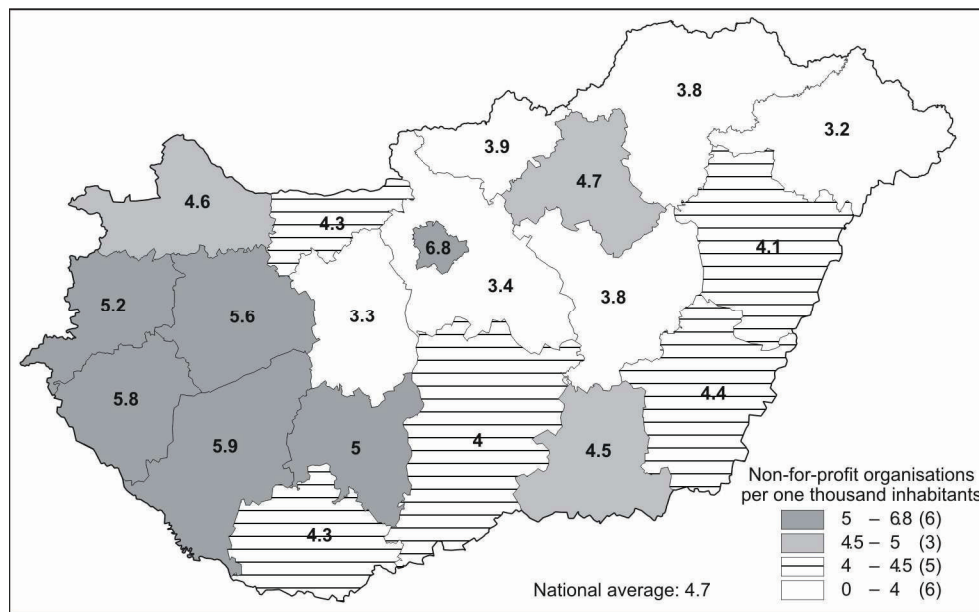 3.8
3.2
3.9
4.7
4.6
4.3
6.8
4.1
5.2
5.6
3.3
3.4
3.8
5.8
5.9
5
4
4.5
4.4
4.3
Non-for-profit organisations
per one thousand inhabitants
5 – 6.8 (6)
4.5 – 5 (3)
4 – 4.5 (5)
0 – 4 (6)
National average: 4.7